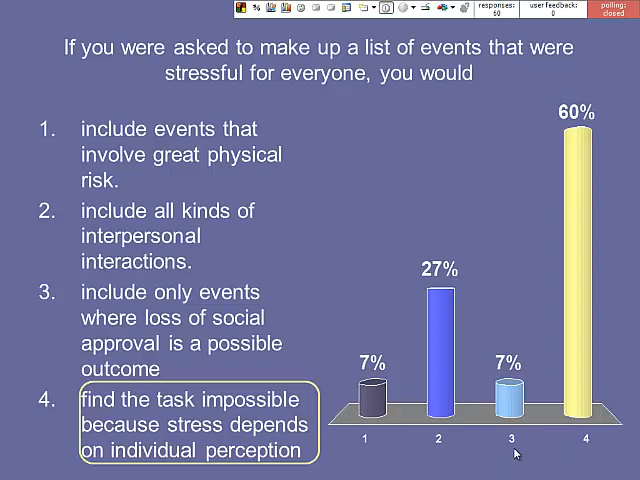 responses:
60
user feedback:
0
polling:
closed
If you were asked to make up a list of events that were
stressful for everyone, you would
1. include events that
involve great physical
risk.
2. include all kinds of
interpersonal
interactions.
3. include only events
where loss of social
approval is a possible
outcome
4. find the task impossible
because stress depends
on individual perception
7%
27%
7%
60%
1 2 3 4